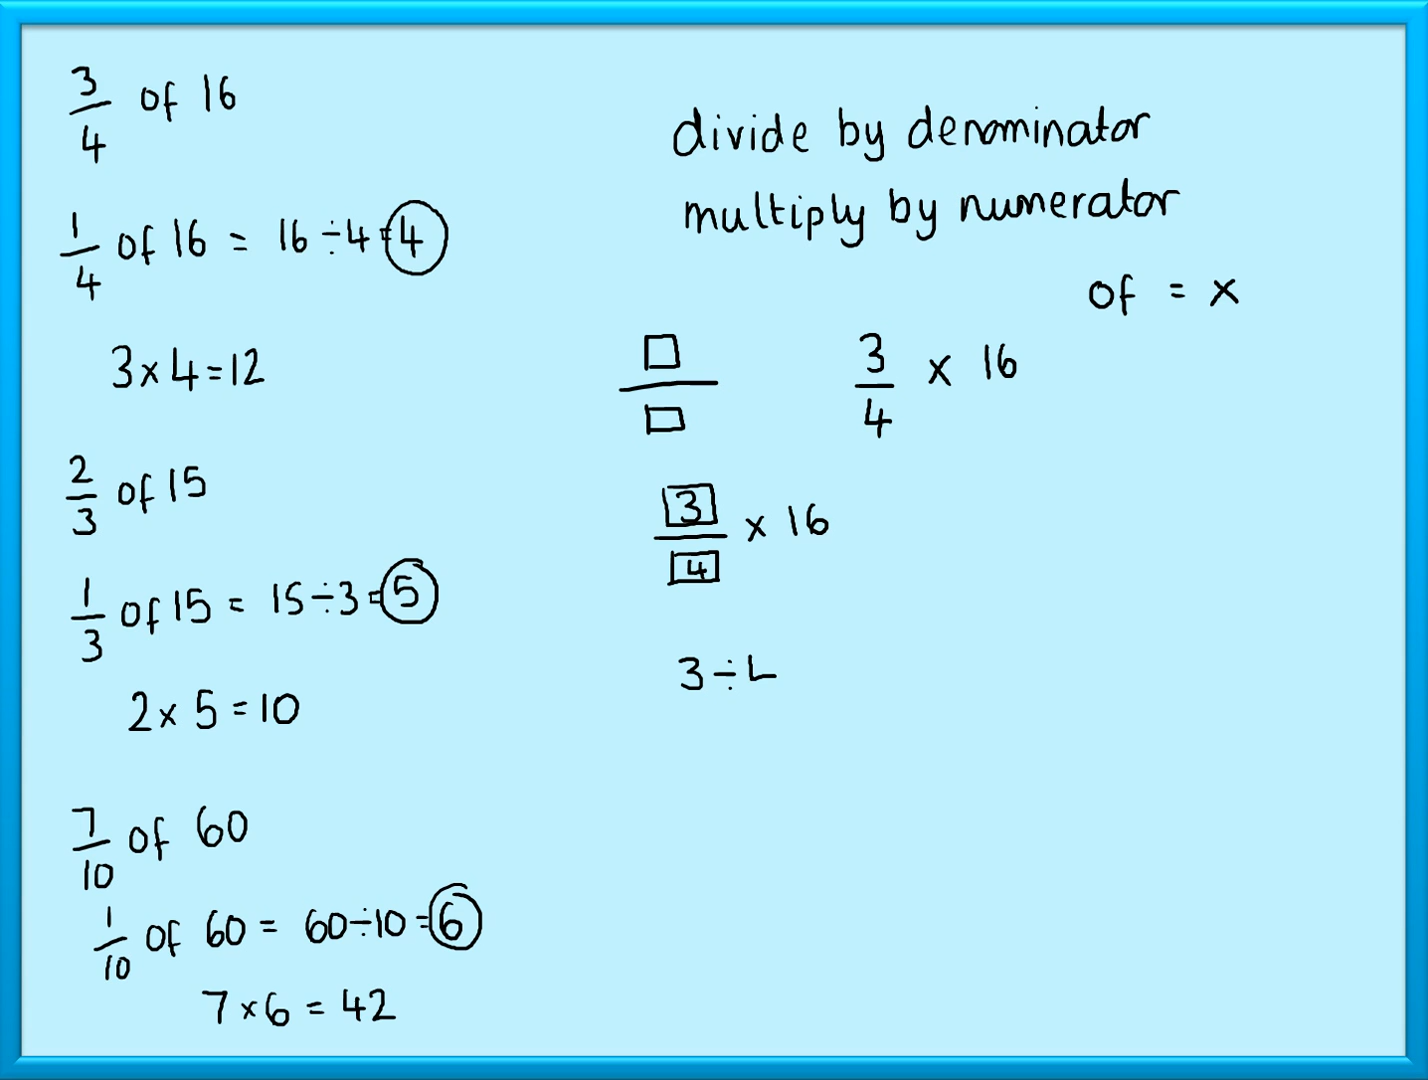 3/4 of 16
1/4 of 16 = 16 ÷ 4 = 4
3 × 4 = 12
2/3 of 15
1/3 of 15 = 15 ÷ 3 = 5
2 × 5 = 10
7/10 of 60
1/10 of 60 = 60 ÷ 10 = 6
7 × 6 = 42
divide by denominator
multiply by numerator
of = ×
□/□
3/4 × 16
3/4 × 16
3 ÷